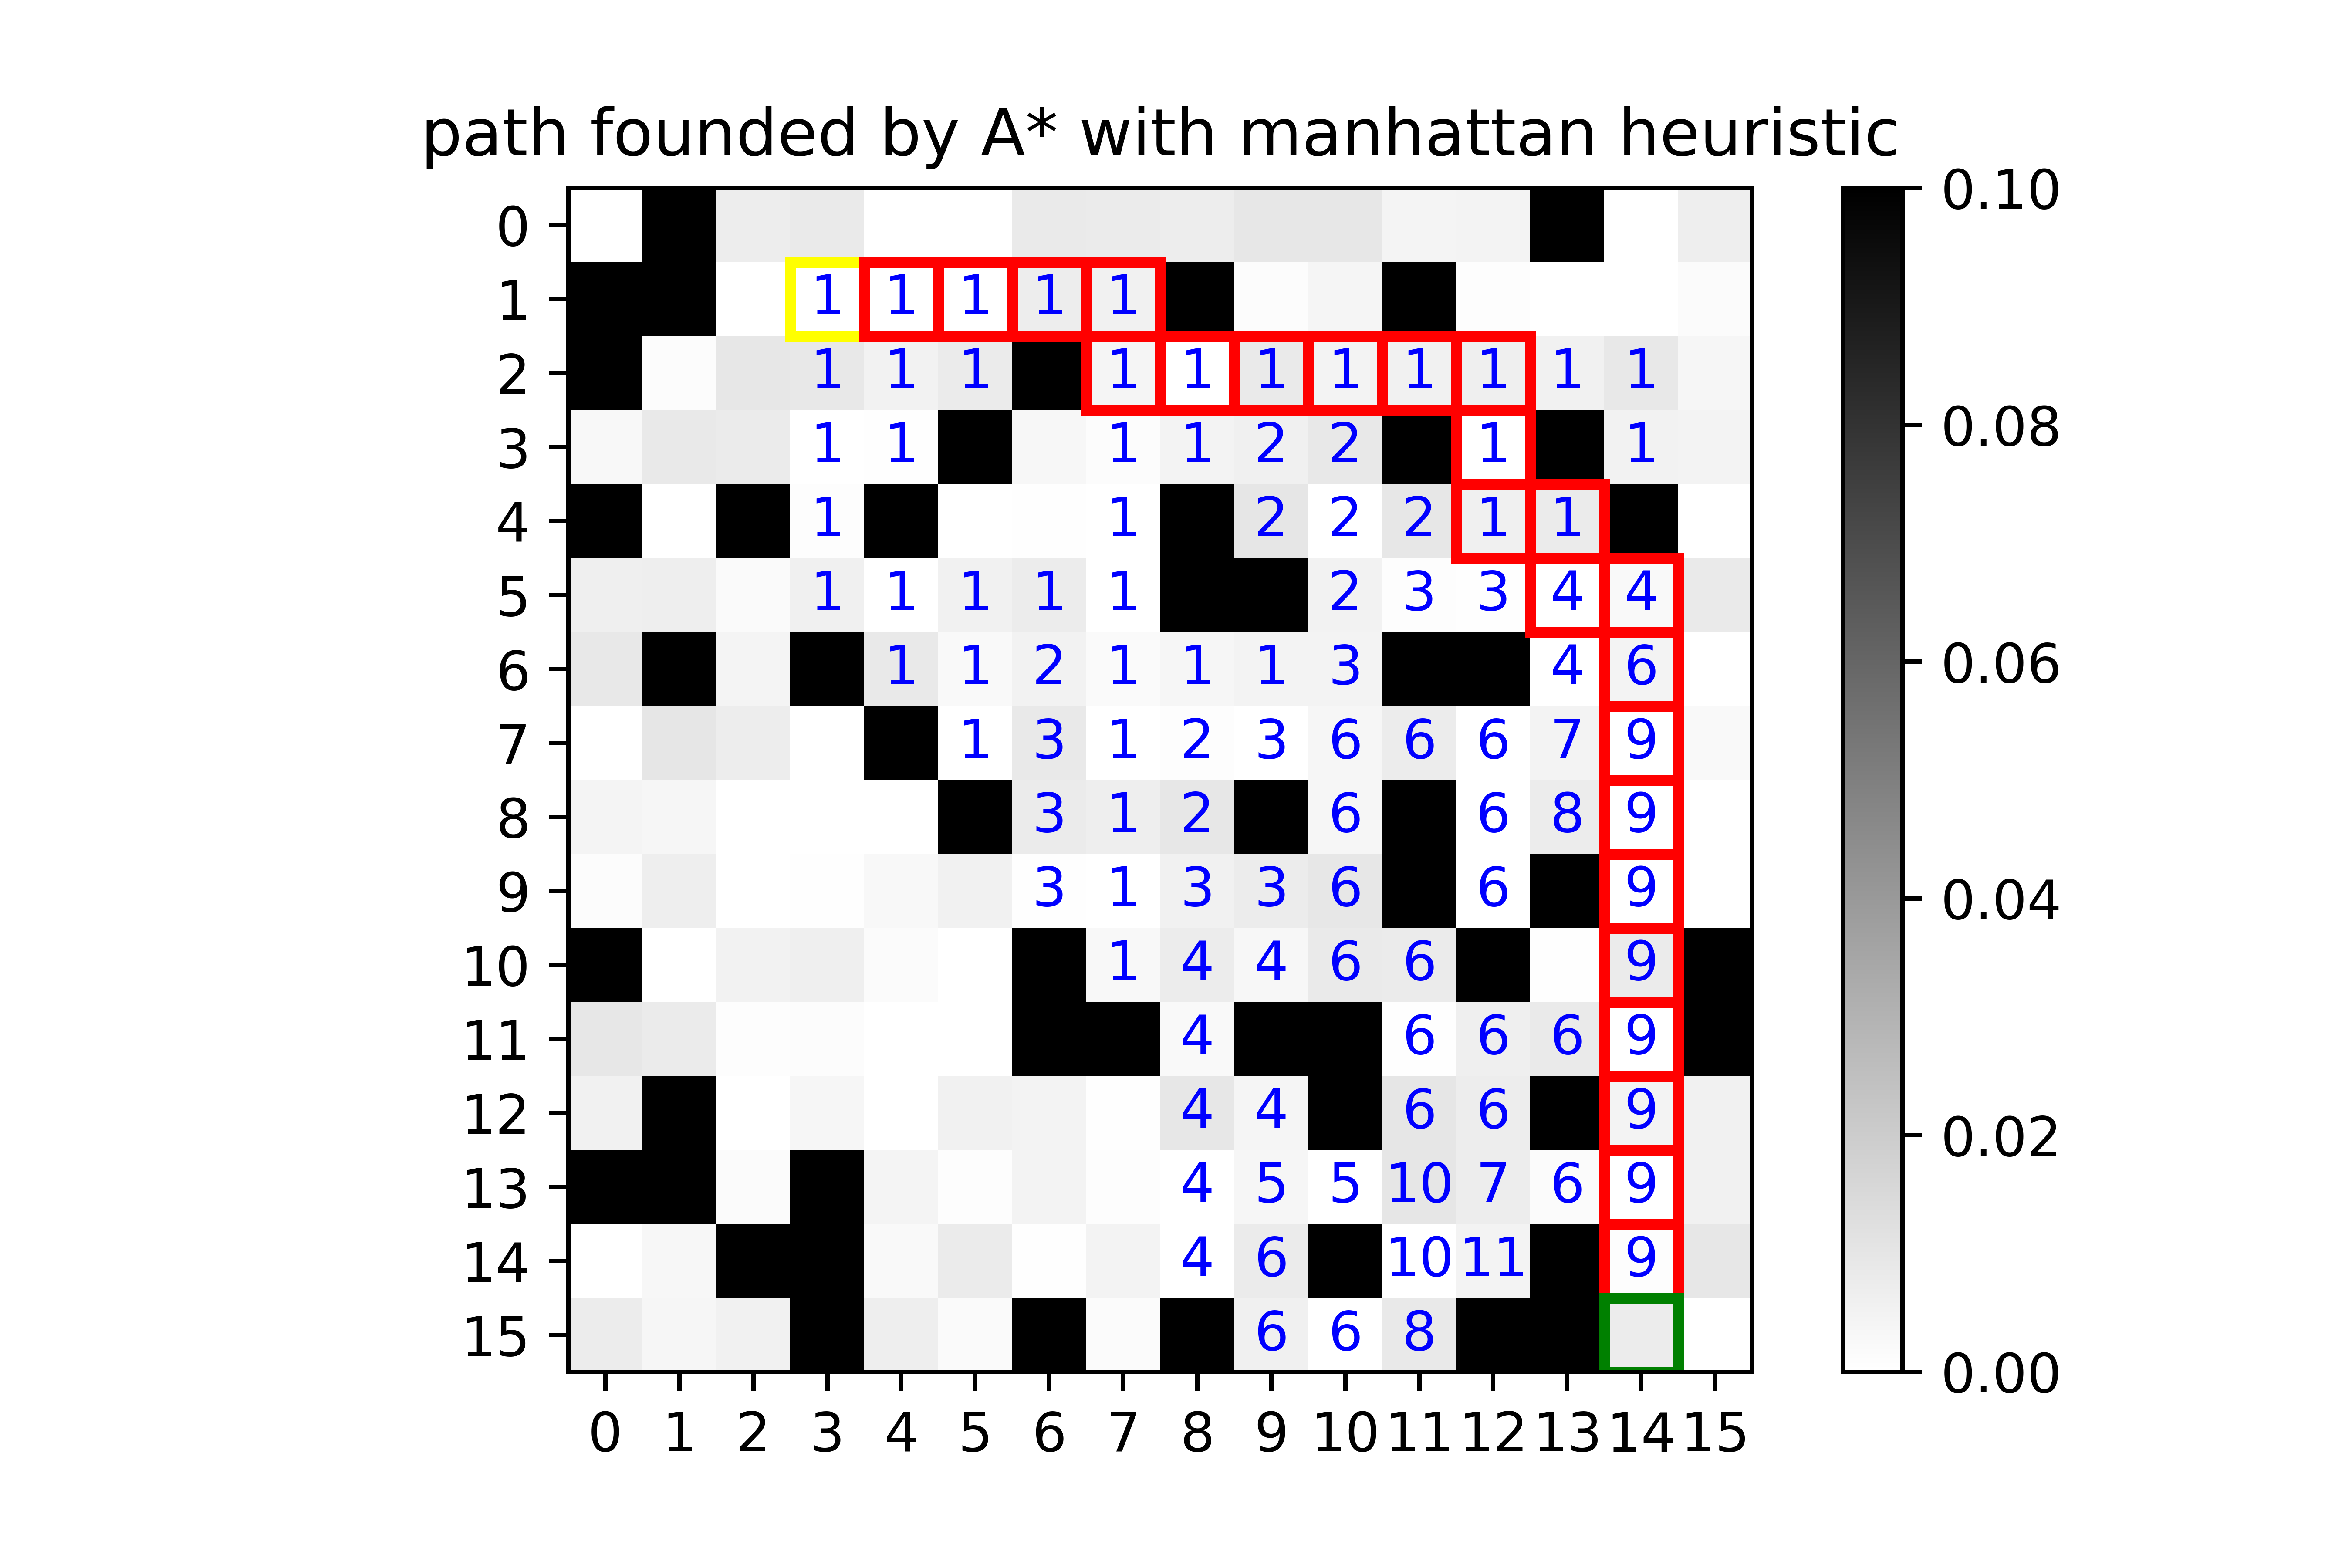 path founded by A* with manhattan heuristic
0.10
0
1 1 1 1 1 1
2 1 1 1 1 1 1 1 1 1 1 1
0.08
3 1 1 1 1 2 2 1 1
4 1 1 2 2 2 1 1
5 1 1 1 1 1 2 3 3 4 4
0.06
6 1 1 2 1 1 1 3 4 6
7 1 3 1 2 3 6 6 6 7 9
8 3 1 2 6 6 8 9
0.04
9 3 1 3 3 6 6 9
10 1 4 4 6 6 9
11 4 6 6 6 9
12 4 4 6 6 9
0.02
13 4 5 5 10 7 6 9
14 4 6 10 11 9
15 6 6 8
0.00
0 1 2 3 4 5 6 7 8 9 10 11 12 13 14 15